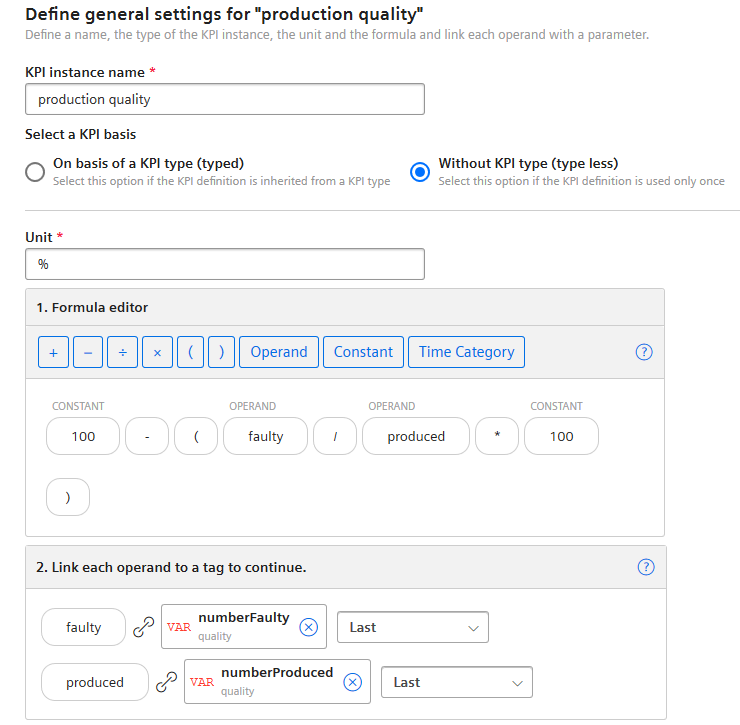 Define general settings for "production quality"
Define a name, the type of the KPI instance, the unit and the formula and link each operand with a parameter.
KPI instance name *
production quality
Select a KPI basis
On basis of a KPI type (typed)
Select this option if the KPI definition is inherited from a KPI type
Without KPI type (type less)
Select this option if the KPI definition is used only once
Unit *
%
1. Formula editor
+ − ÷ × ( ) Operand Constant Time Category ?
CONSTANT OPERAND OPERAND CONSTANT
100 - ( faulty / produced * 100
)
2. Link each operand to a tag to continue. ?
faulty VAR numberFaulty Last
quality
produced VAR numberProduced Last
quality